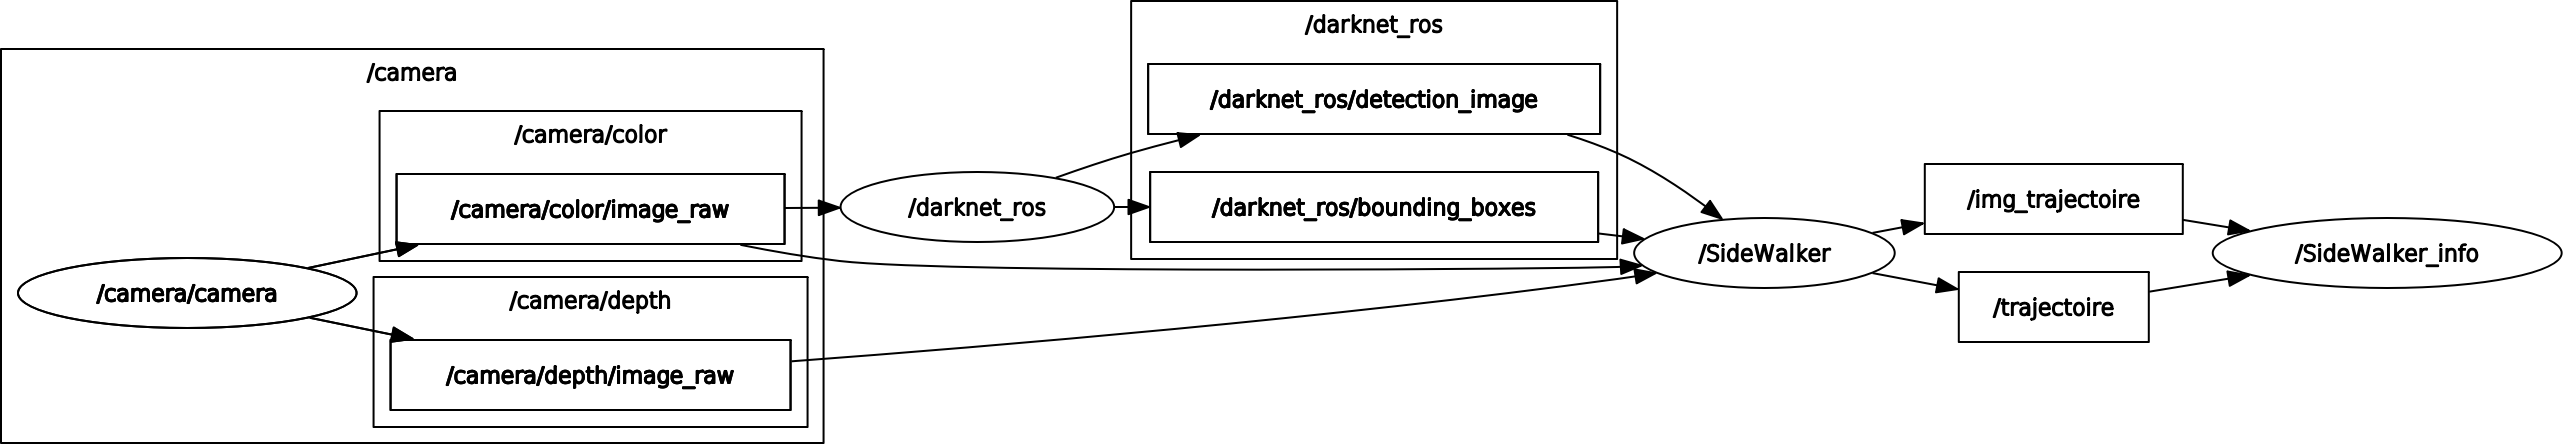 /camera
/camera/camera
/camera/color
/camera/color/image_raw
/camera/depth
/camera/depth/image_raw
/darknet_ros
/darknet_ros
/darknet_ros/detection_image
/darknet_ros/bounding_boxes
/SideWalker
/img_trajectoire
/trajectoire
/SideWalker_info